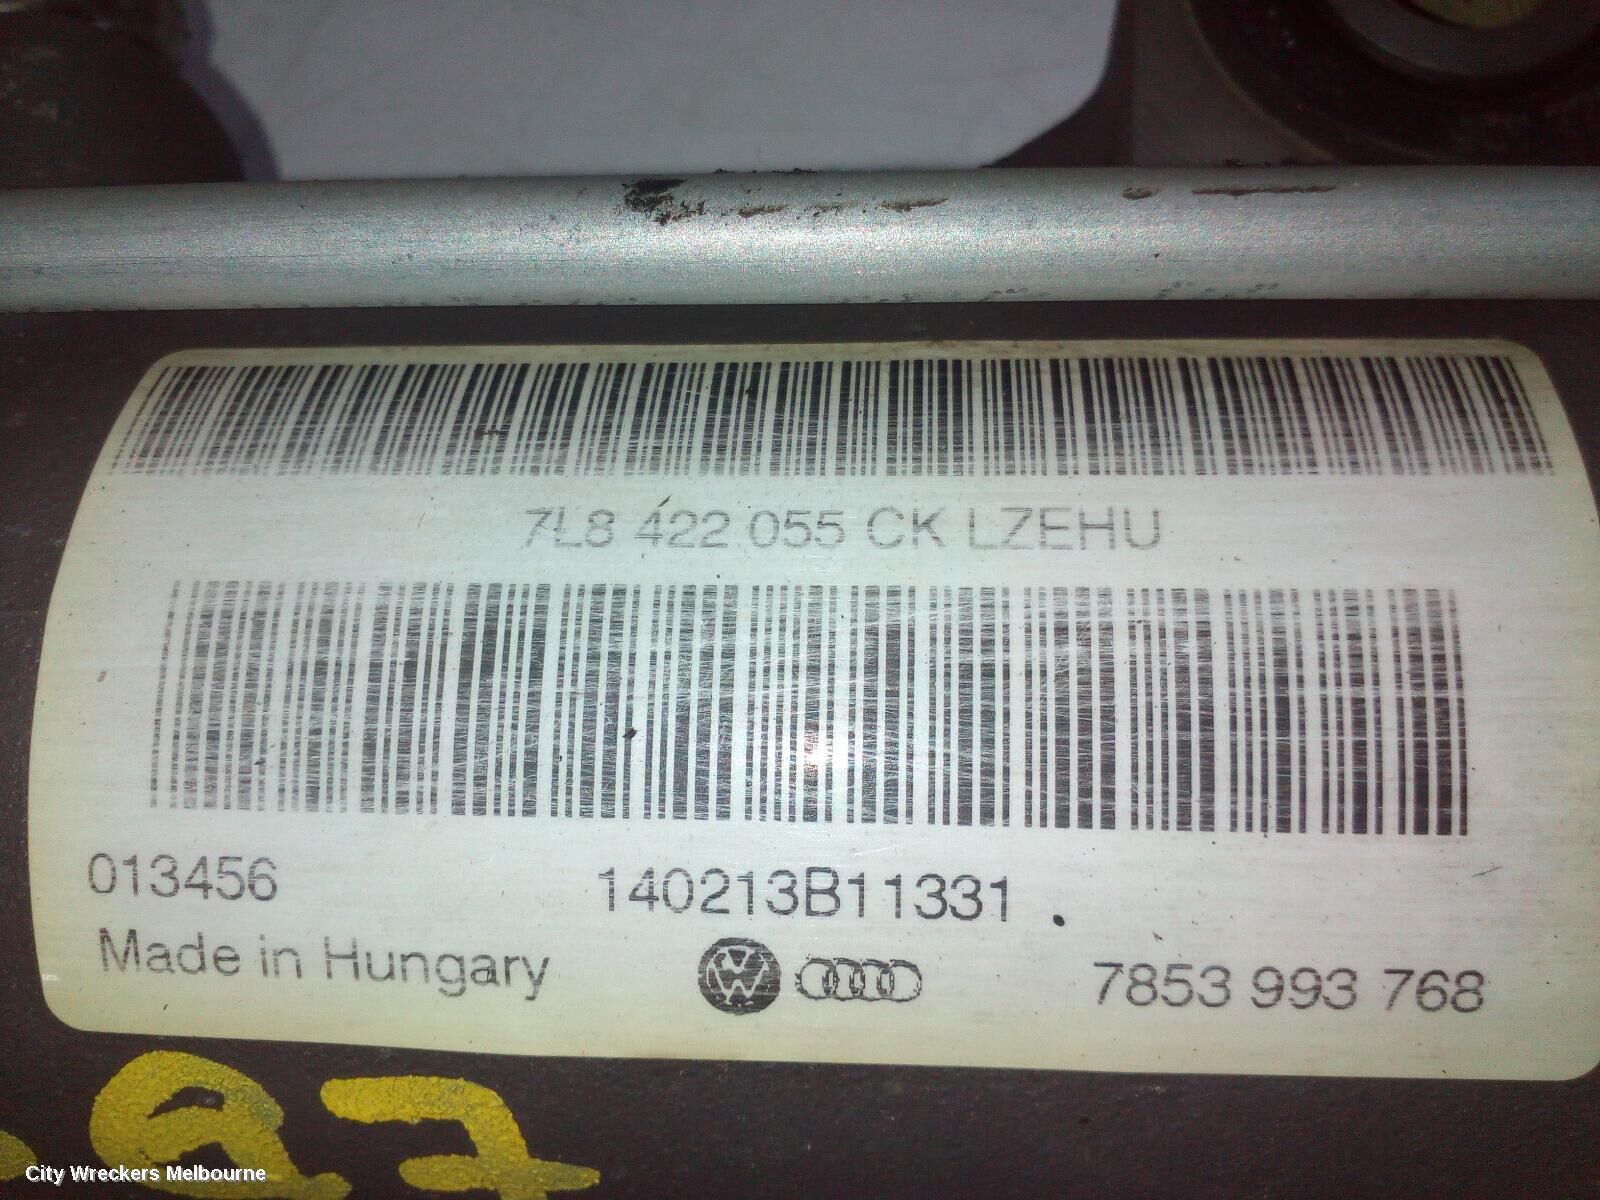 7L8 422 055 CK LZEHU
013456
140213B11331
Made in Hungary
7853 993 768
City Wreckers Melbourne